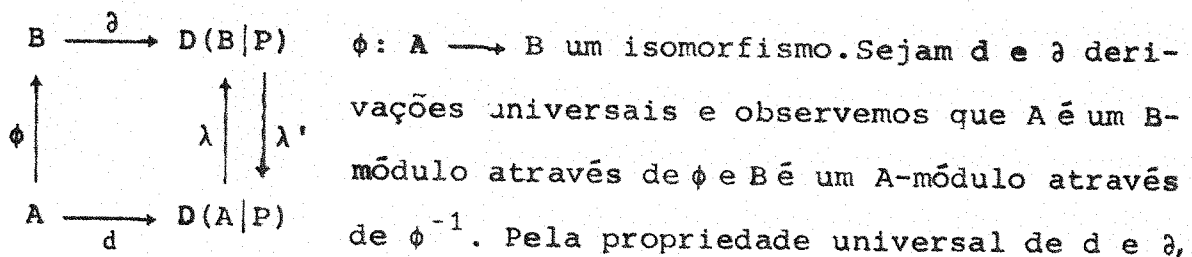 B ∂ D(B|P) ϕ: A ⟶ B um isomorfismo. Sejam d e ∂ deri-
vações universais e observemos que A é um B-
ϕ λ λ' módulo através de ϕ e B é um A-módulo através
A d D(A|P) de ϕ⁻¹. Pela propriedade universal de d e ∂,